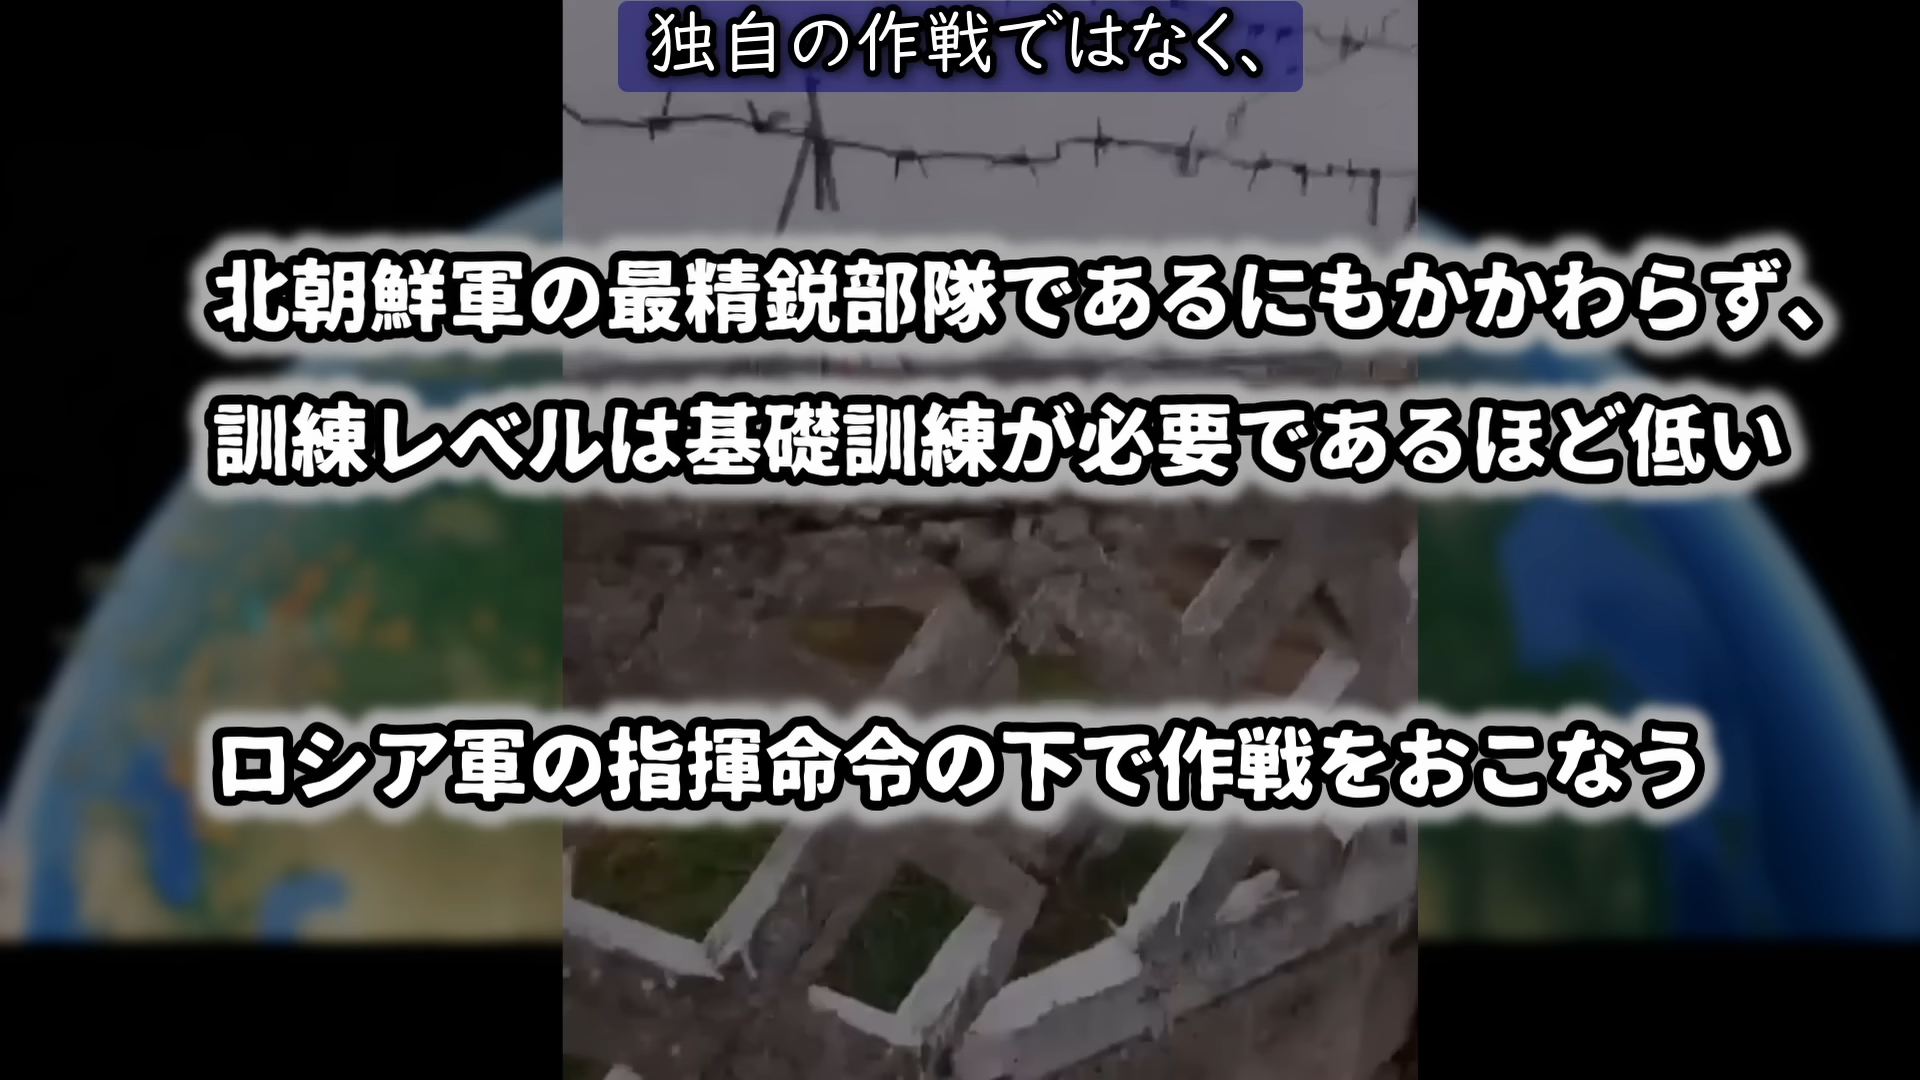 独自の作戦ではなく、
北朝鮮軍の最精鋭部隊であるにもかかわらず、
訓練レベルは基礎訓練が必要であるほど低い
ロシア軍の指揮命令の下で作戦をおこなう